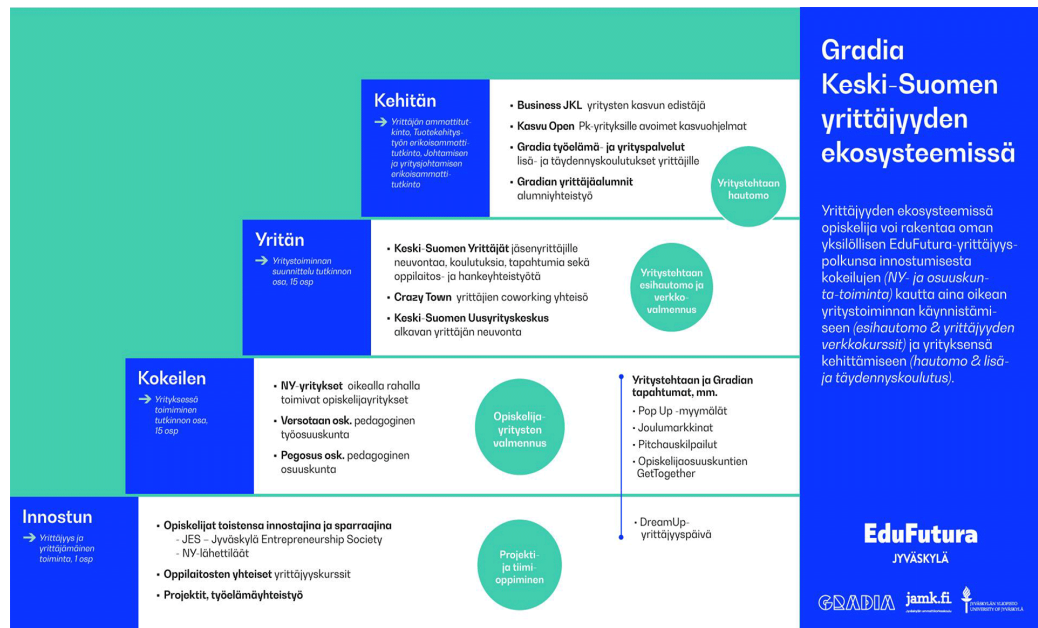 Gradia
Keski-Suomen
yrittäjyyden
ekosysteemissä
Yrittäjyyden ekosysteemissä
opiskelija voi rakentaa oman
yksilöllisen EduFutura-yrittäjyys-
polkunsa innostumisesta
kokeilujen (NY- ja osuuskun-
ta-toiminta) kautta aina oikean
yritystoiminnan käynnistämi-
seen (esihautomo & yrittäjyyden
verkkokurssit) ja yrityksensä
kehittämiseen (hautomo & lisä-
ja täydennyskoulutus).
Kehitän
→ Yrittäjän ammattitut-
kinto, Tuotekehitys-
työn erikoisammatti-
tutkinto, Johtamisen
ja yritysjohtamisen
erikoisammatti-
tutkinto
• Business JKL yritysten kasvun edistäjä
• Kasvu Open Pk-yrityksille avoimet kasvuohjelmat
• Gradia työelämä- ja yrityspalvelut
lisä- ja täydennyskoulutukset yrittäjille
• Gradian yrittäjäalumnit
alumniyhteistyö
Yritystehtaan
hautomo
Yritän
→ Yritystoiminnan
suunnittelu tutkinnon
osa, 15 osp
• Keski-Suomen Yrittäjät jäsenyrittäjille
neuvontaa, koulutuksia, tapahtumia sekä
oppilaitos- ja hankeyhteistyötä
• Crazy Town yrittäjien coworking yhteisö
• Keski-Suomen Uusyrityskeskus
alkavan yrittäjän neuvonta
Yritystehtaan
esihautomo ja
verkko-
valmennus
Kokeilen
→ Yrityksessä
toimiminen
tutkinnon osa,
15 osp
• NY-yritykset oikealla rahalla
toimivat opiskelijayritykset
• Versotaan osk. pedagoginen
työosuuskunta
• Pegosus osk. pedagoginen
osuuskunta
Opiskelija-
yritysten
valmennus
Yritystehtaan ja Gradian
tapahtumat, mm.
• Pop Up -myymälät
• Joulumarkkinat
• Pitchauskilpailut
• Opiskelijaosuuskuntien
GetTogether
• DreamUp-
yrittäjyyspäivä
Innostun
→ Yrittäjyys ja
yrittäjämäinen
toiminta, 1 osp
• Opiskelijat toistensa innostajina ja sparraajina
- JES – Jyväskylä Entrepreneurship Society
- NY-lähettiläät
• Oppilaitosten yhteiset yrittäjyyskurssit
• Projektit, työelämäyhteistyö
Projekti-
ja tiimi-
oppiminen
EduFutura
JYVÄSKYLÄ
GRADIA
jamk.fi
JYVÄSKYLÄN YLIOPISTO
UNIVERSITY OF JYVÄSKYLÄ